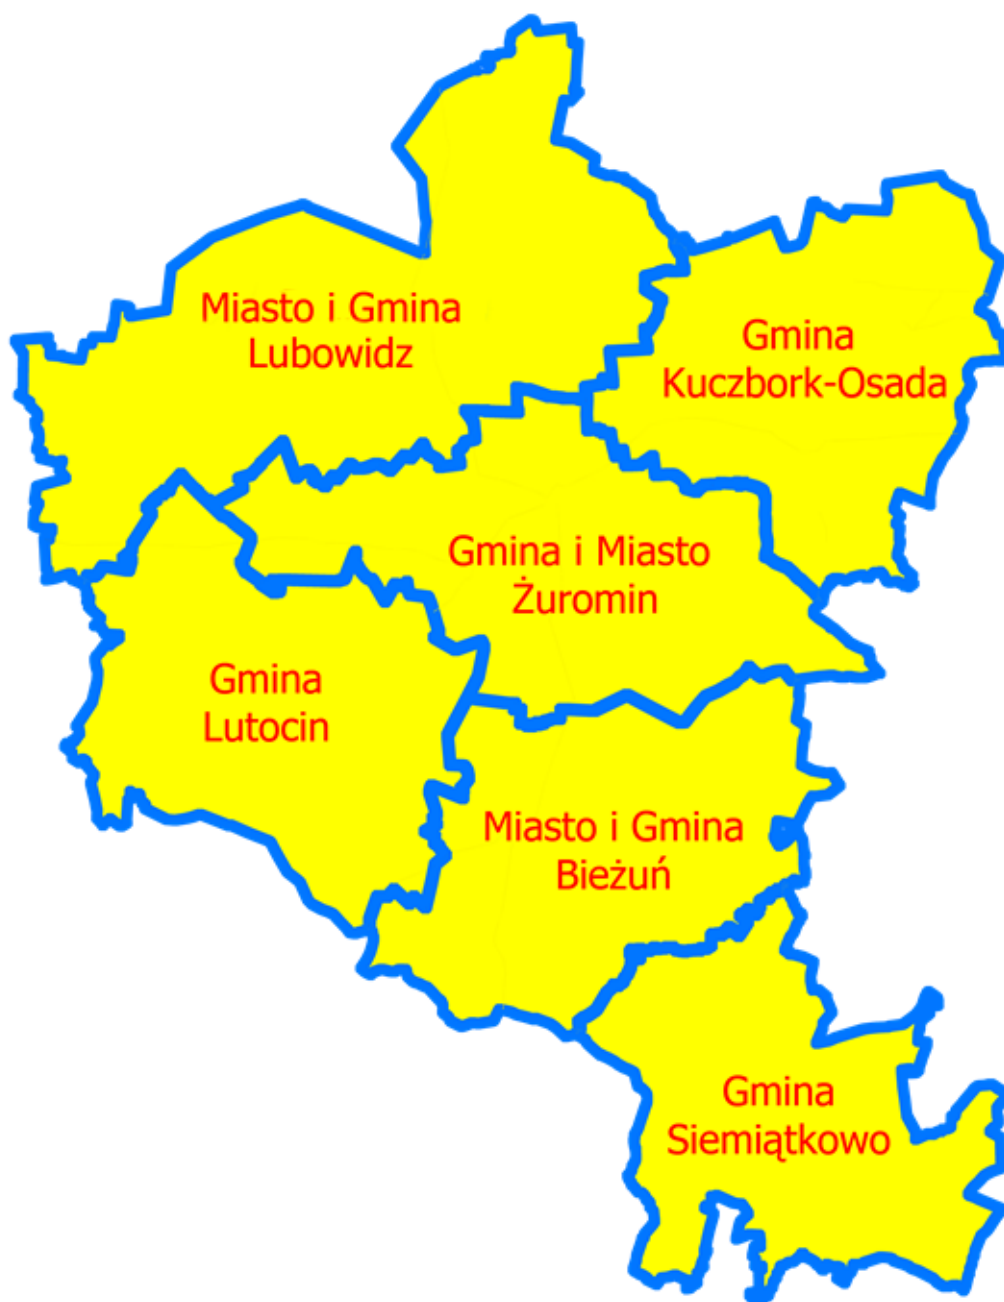 Miasto i Gmina
Lubowidz
Gmina
Kuczbork-Osada
Gmina i Miasto
Żuromin
Gmina
Lutocin
Miasto i Gmina
Bieżuń
Gmina
Siemiątkowo